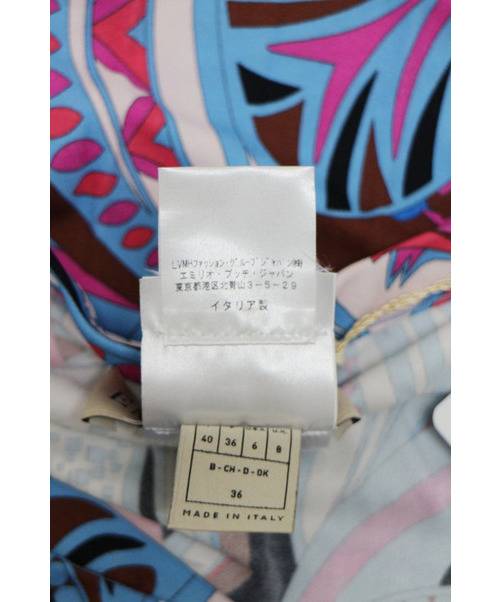 LVMHファッション・グループジャパン㈱
エミリオ・プッチ・ジャパン
東京都港区北青山3-5-29
イタリア製
40 36 6 8
B-CH-D-DK
36
MADE IN ITALY